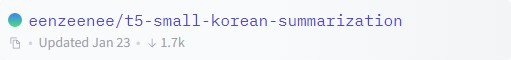 eenzeenee/t5-small-korean-summarization
• Updated Jan 23 • ↓ 1.7k